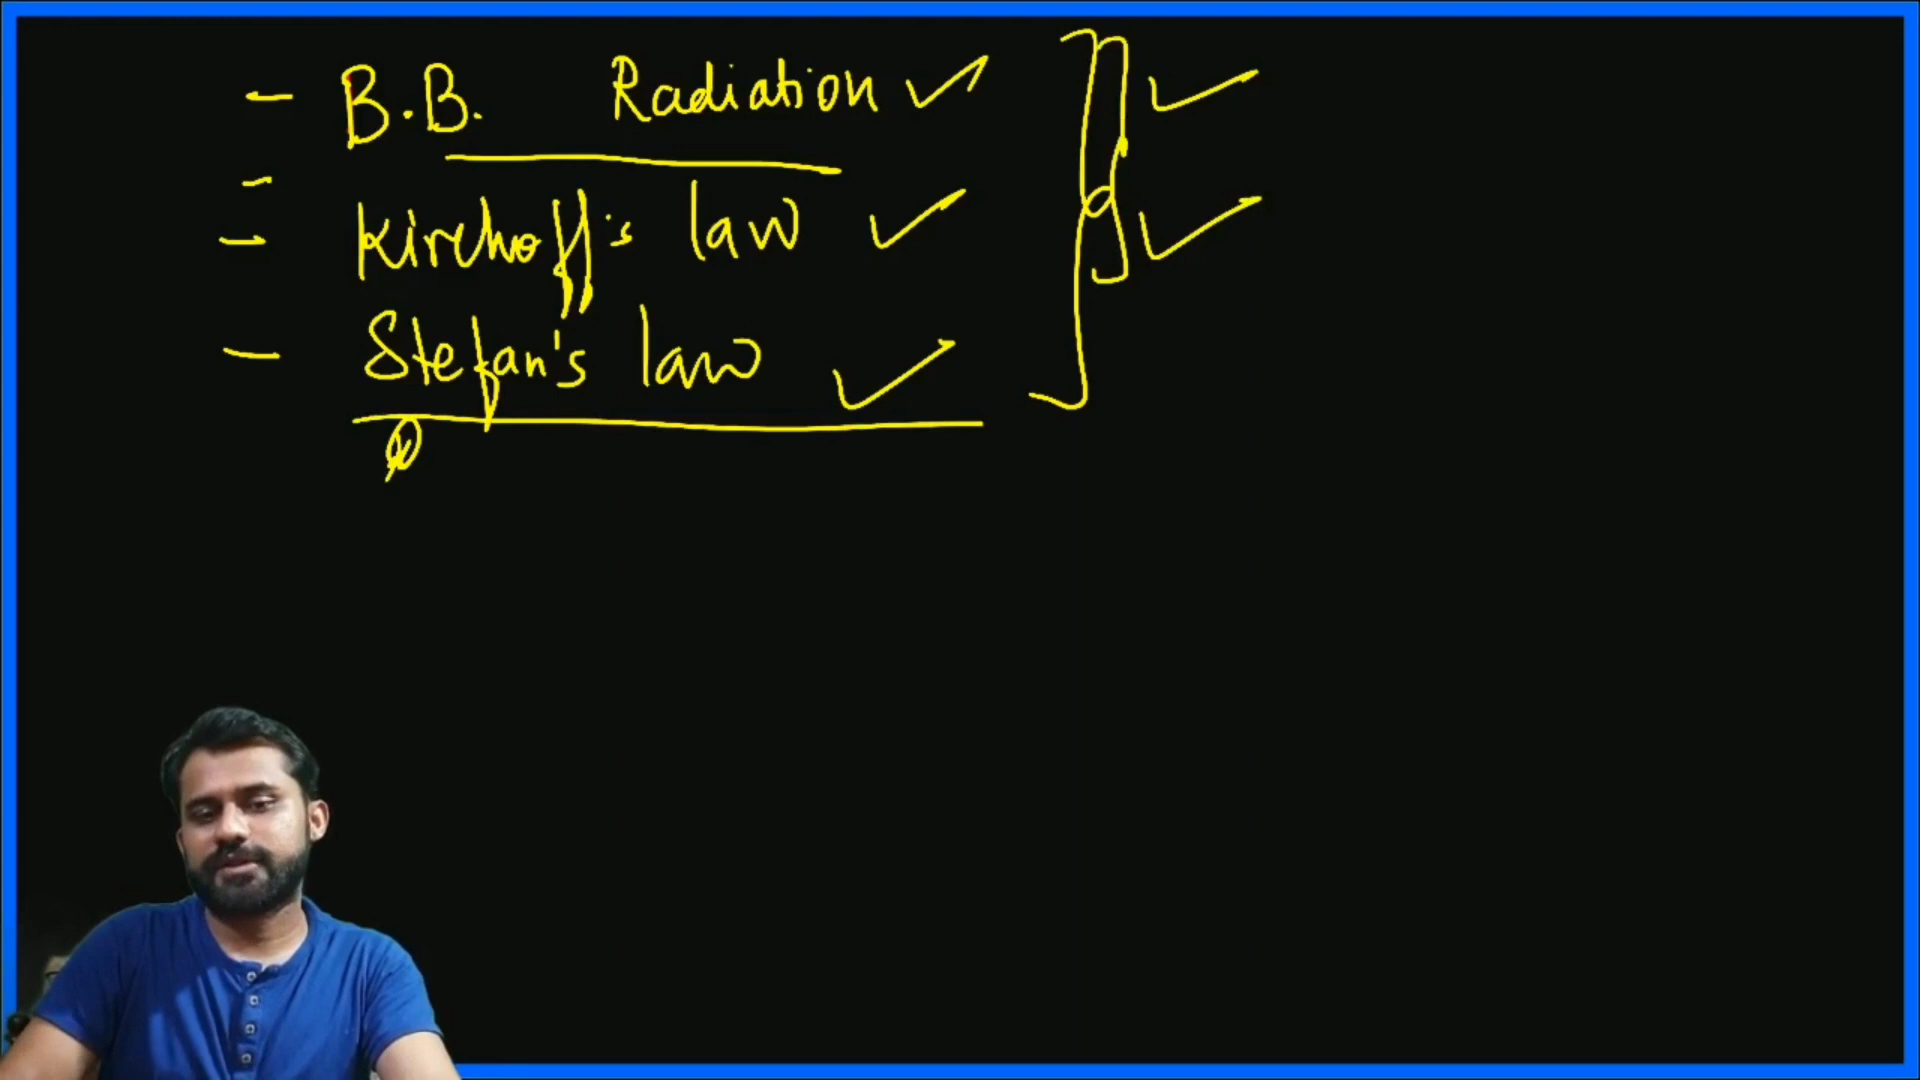 - B.B. Radiation ✓
- Kirchoff's law ✓
- Stefan's law ✓